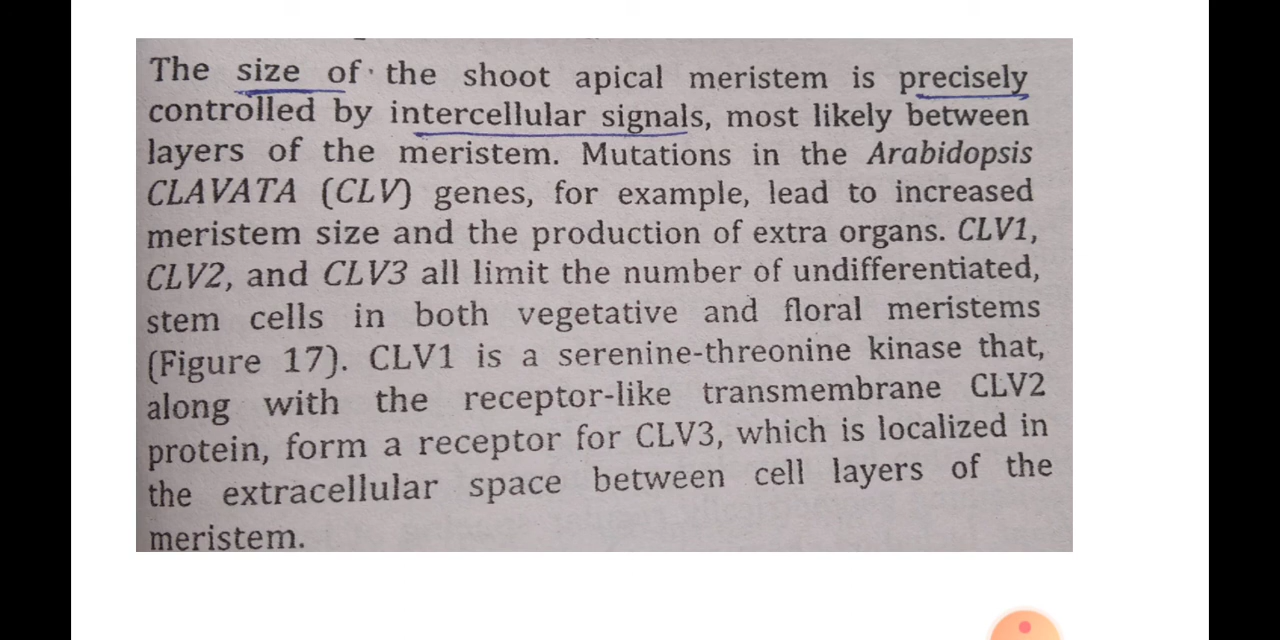 The size of the shoot apical meristem is precisely
controlled by intercellular signals, most likely between
layers of the meristem. Mutations in the Arabidopsis
CLAVATA (CLV) genes, for example, lead to increased
meristem size and the production of extra organs. CLV1,
CLV2, and CLV3 all limit the number of undifferentiated,
stem cells in both vegetative and floral meristems
(Figure 17). CLV1 is a serenine-threonine kinase that,
along with the receptor-like transmembrane CLV2
protein, form a receptor for CLV3, which is localized in
the extracellular space between cell layers of the
meristem.